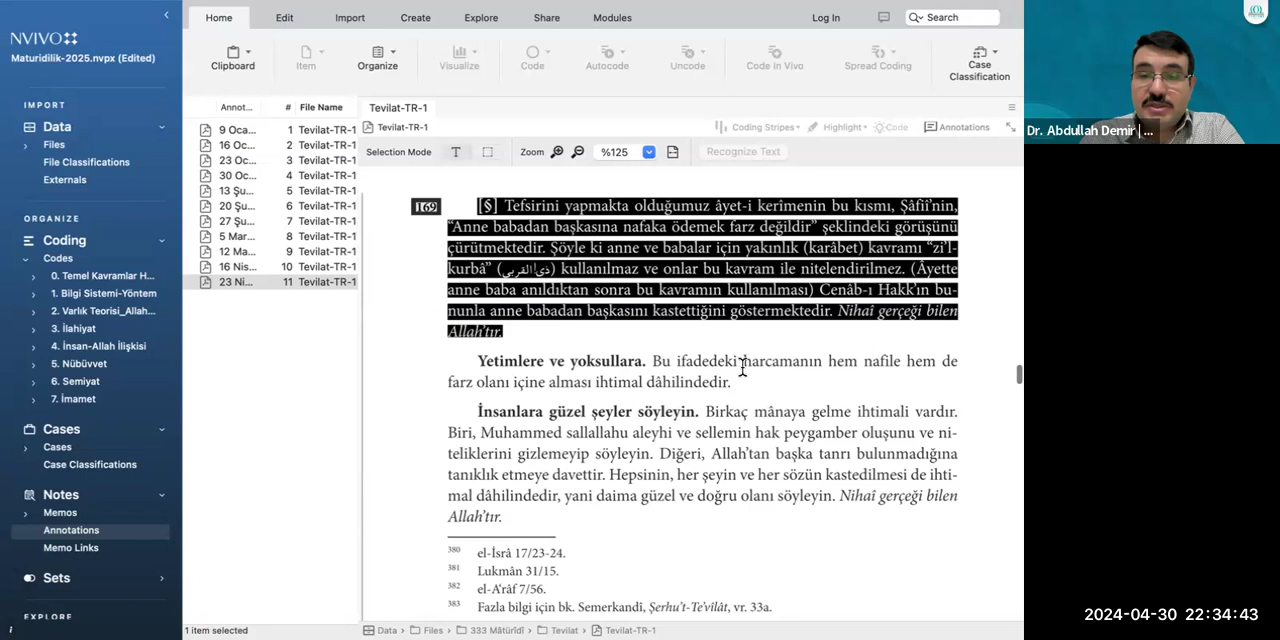 NVIVO
Maturidilik-2025.nvpx (Edited)
IMPORT
Data
Files
File Classifications
Externals
ORGANIZE
Coding
Codes
0. Temel Kavramlar H...
1. Bilgi Sistemi-Yöntem
2. Varlık Teorisi_Allah...
3. İlahiyat
4. İnsan-Allah İlişkisi
5. Nübüvvet
6. Semiyat
7. İmamet
Cases
Cases
Case Classifications
Notes
Memos
Annotations
Memo Links
Sets
EXPLORE
Home Edit Import Create Explore Share Modules Log In Search
Clipboard Item Organize Visualize Code Autocode Uncode Code In Vivo Spread Coding Case Classification
Annot... # File Name
9 Oca... 1 Tevilat-TR-1
16 Oc... 2 Tevilat-TR-1
23 Oc... 3 Tevilat-TR-1
30 Oc... 4 Tevilat-TR-1
13 Şu... 5 Tevilat-TR-1
20 Şu... 6 Tevilat-TR-1
27 Şu... 7 Tevilat-TR-1
5 Mar... 8 Tevilat-TR-1
12 Ma... 9 Tevilat-TR-1
16 Nis... 10 Tevilat-TR-1
23 Ni... 11 Tevilat-TR-1
1 item selected
Tevilat-TR-1
Tevilat-TR-1 Coding Stripes Highlight Code Annotations
Selection Mode T Zoom %125 Recognize Text
169 [§] Tefsirini yapmakta olduğumuz âyet-i kerîmenin bu kısmı, Şâfiî'nin,
“Anne babadan başkasına nafaka ödemek farz değildir” şeklindeki görüşünü
çürütmektedir. Şöyle ki anne ve babalar için yakınlık (karâbet) kavramı “zi'l-
kurbâ” (ذي القربى) kullanılmaz ve onlar bu kavram ile nitelendirilmez. (Âyette
anne baba anıldıktan sonra bu kavramın kullanılması) Cenâb-ı Hakk'ın bu-
nunla anne babadan başkasını kastettiğini göstermektedir. Nihaî gerçeği bilen
Allah'tır.
Yetimlere ve yoksullara. Bu ifadedeki harcamanın hem nafile hem de
farz olanı içine alması ihtimal dâhilindedir.
İnsanlara güzel şeyler söyleyin. Birkaç mânaya gelme ihtimali vardır.
Biri, Muhammed sallallahu aleyhi ve sellemin hak peygamber oluşunu ve ni-
teliklerini gizlemeyip söyleyin. Diğeri, Allah'tan başka tanrı bulunmadığına
tanıklık etmeye davettir. Hepsinin, her şeyin ve her sözün kastedilmesi de ihti-
mal dâhilindedir, yani daima güzel ve doğru olanı söyleyin. Nihaî gerçeği bilen
Allah'tır.
380 el-İsrâ 17/23-24.
381 Lukmân 31/15.
382 el-A'râf 7/56.
383 Fazla bilgi için bk. Semerkandî, Şerhu't-Te'vîlât, vr. 33a.
Data Files 333 Mâtürîdî Tevilat Tevilat-TR-1
Dr. Abdullah Demir | ...
2024-04-30 22:34:43